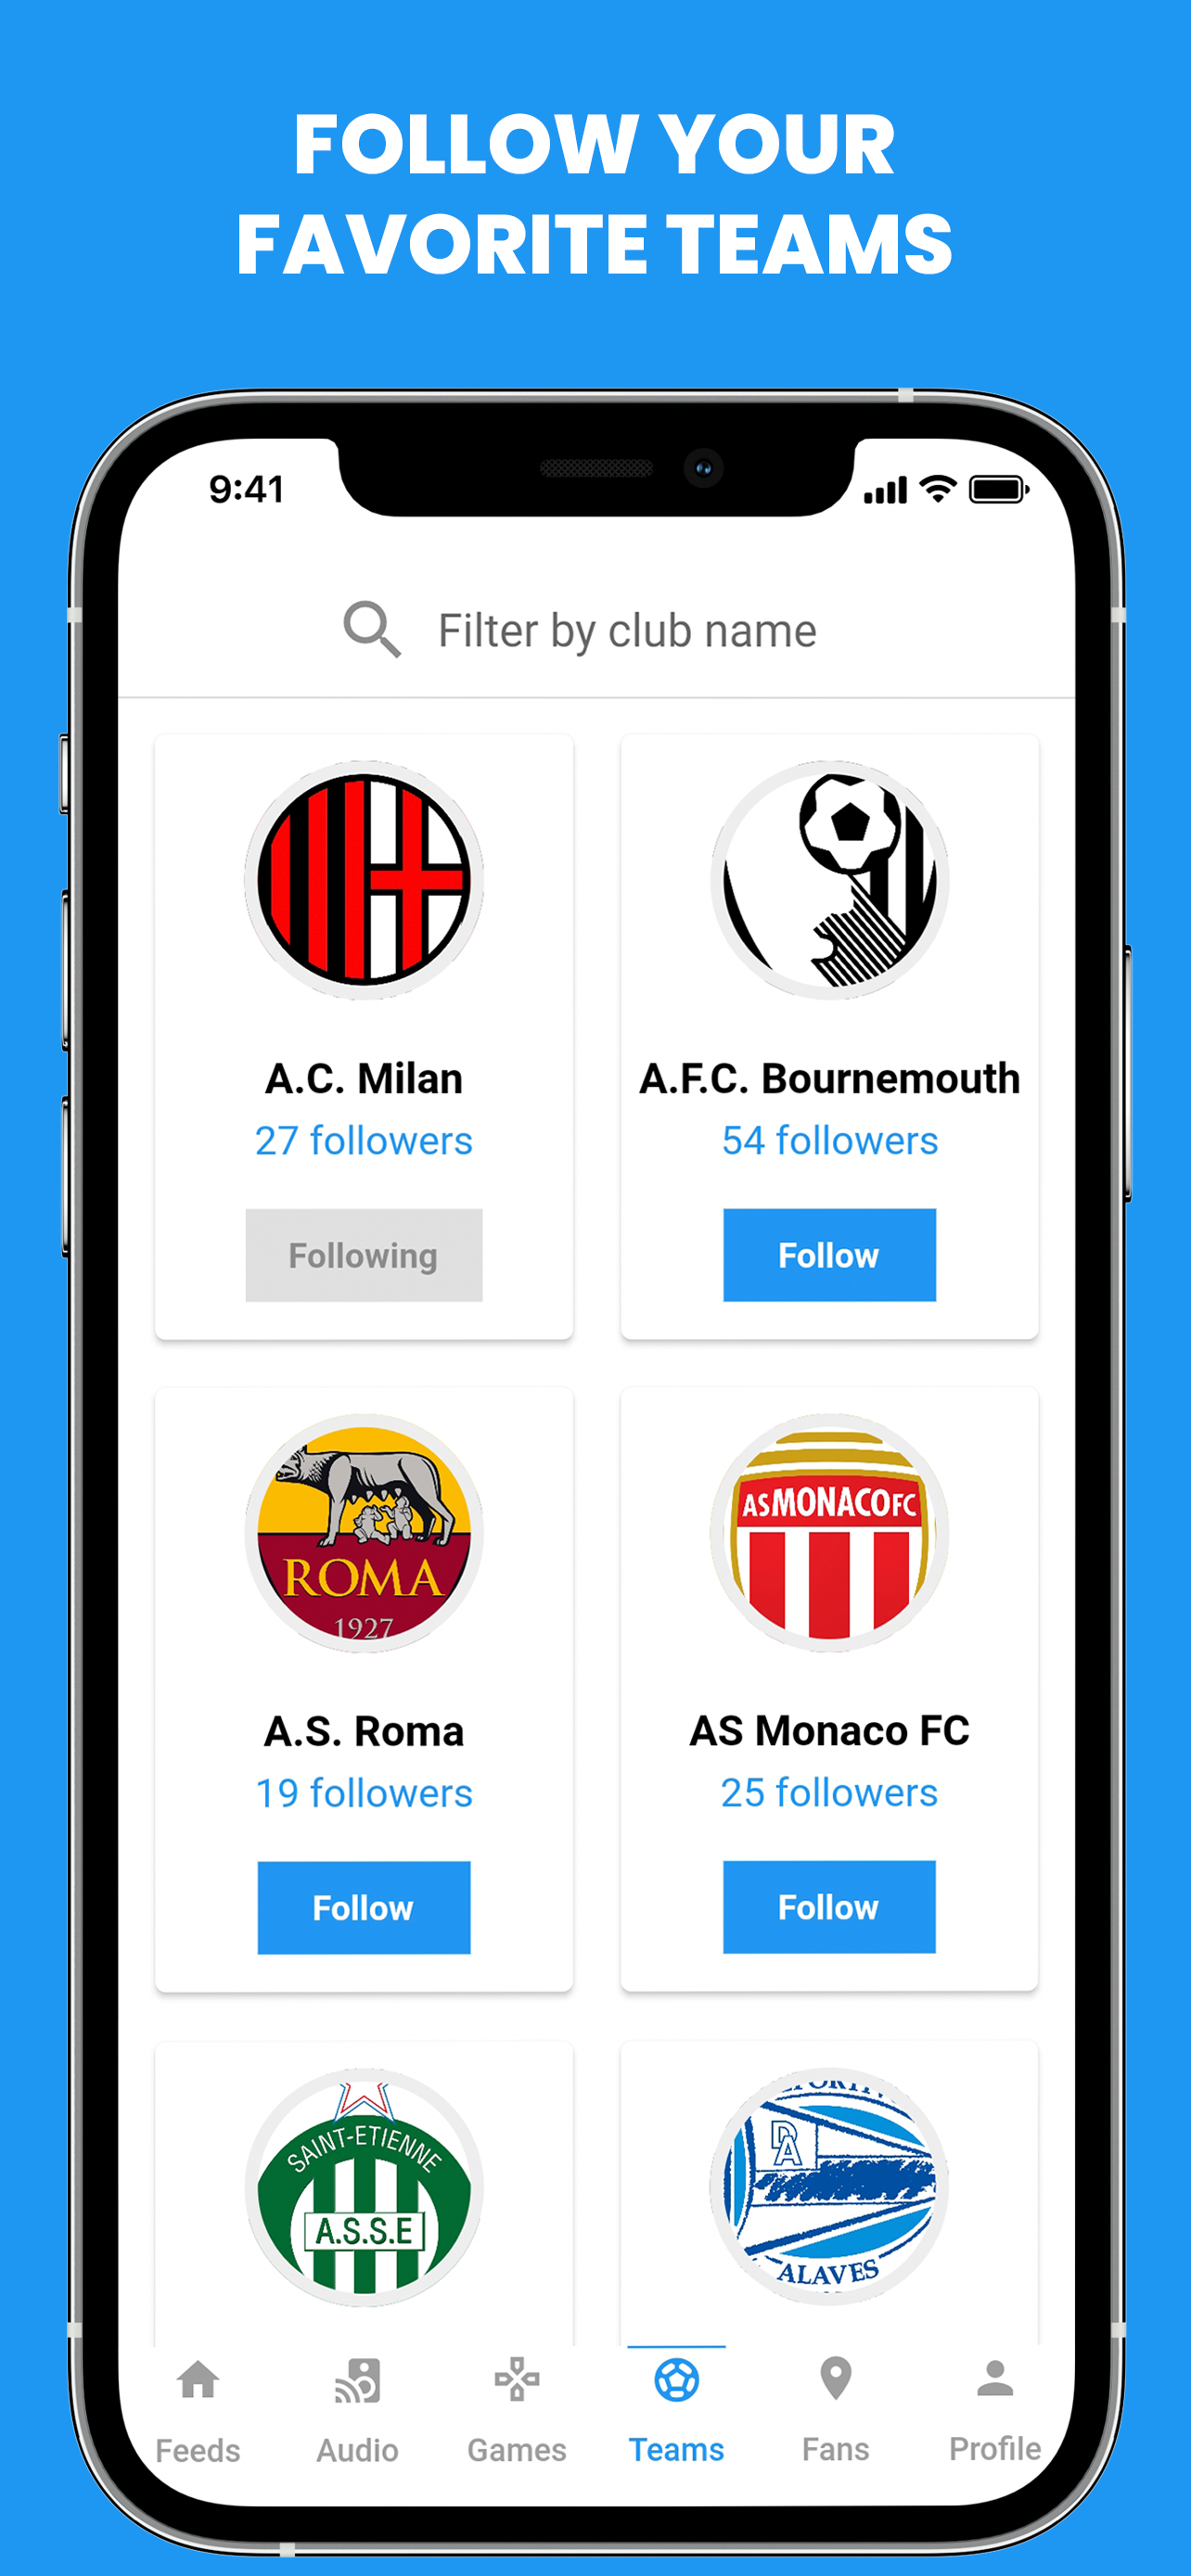 FOLLOW YOUR
FAVORITE TEAMS
9:41
Filter by club name
A.C. Milan
27 followers
Following
A.F.C. Bournemouth
54 followers
Follow
ROMA
1927
A.S. Roma
19 followers
Follow
ASMONACOFC
AS Monaco FC
25 followers
Follow
SAINT-ETIENNE
A.S.S.E
DA
ALAVES
Feeds
Audio
Games
Teams
Fans
Profile